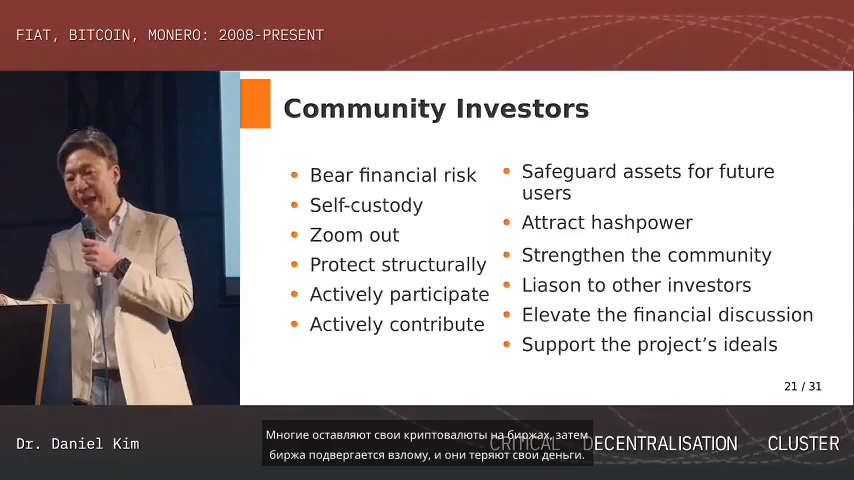 FIAT, BITCOIN, MONERO: 2008-PRESENT
Community Investors
Bear financial risk
Self-custody
Zoom out
Protect structurally
Actively participate
Actively contribute
Safeguard assets for future
users
Attract hashpower
Strengthen the community
Liason to other investors
Elevate the financial discussion
Support the project's ideals
21 / 31
Dr. Daniel Kim
CRITICAL DECENTRALISATION CLUSTER
Многие оставляют свои криптовалюты на биржах, затем
биржа подвергается взлому, и они теряют свои деньги.